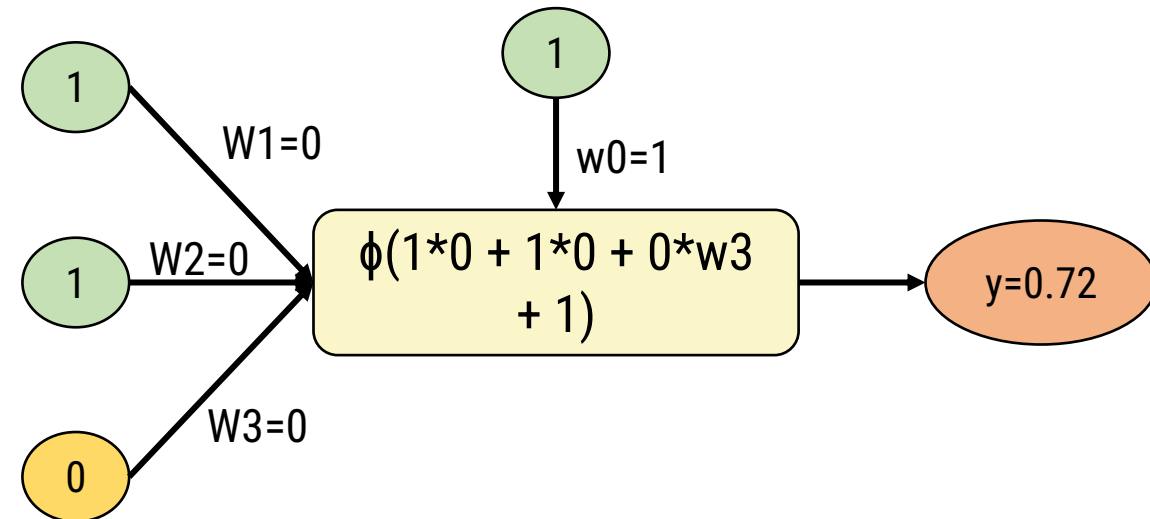 1
1
W1=0
w0=1
W2=0
1
ϕ(1*0 + 1*0 + 0*w3
+ 1)
y=0.72
W3=0
0